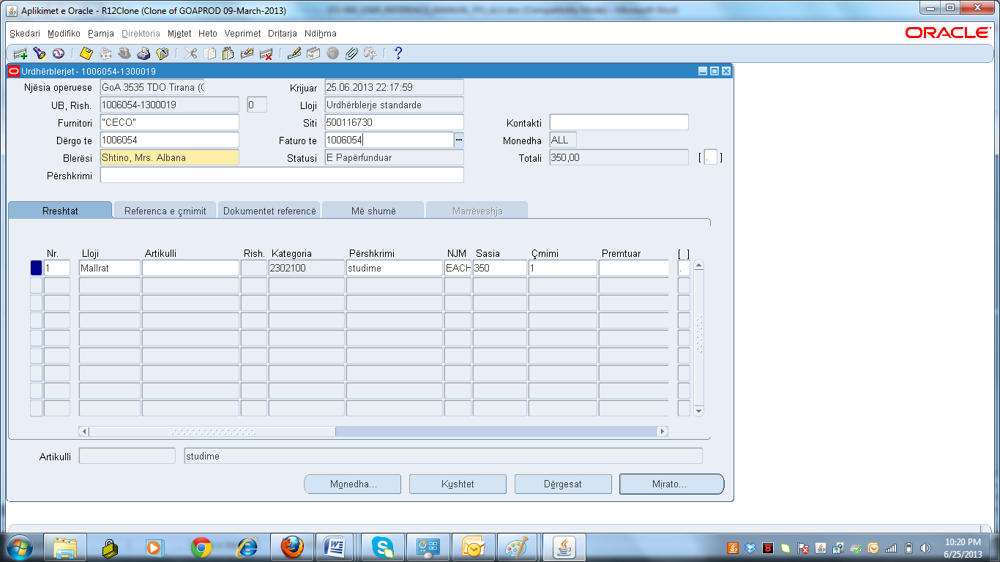 Aplikimet e Oracle - R12Clone (Clone of GOAPROD 09-March-2013)
Skedari Modifiko Pamja Direktoria Mjetet Heto Veprimet Dritarja Ndihma
ORACLE
Urdhërblerjet - 1006054-1300019
Njësia operuese GoA 3535 TDO Tirana (
Krijuar 25.06.2013 22:17:59
UB, Rish. 1006054-1300019 0
Lloji Urdhërblerje standarde
Furnitori "CECO"
Siti 500116730
Kontakti
Dërgo te 1006054
Faturo te 1006054
Monedha ALL
Blerësi Shtino, Mrs. Albana
Statusi E Papërfunduar
Totali 350,00 [ . ]
Përshkrimi
Rreshtat Referenca e çmimit Dokumentet referencë Më shumë Marrëveshja
Nr. Lloji Artikulli Rish. Kategoria Përshkrimi NJM Sasia Çmimi Premtuar [ ]
1 Mallrat 2302100 studime EACH 350 1 .
Artikulli studime
Monedha... Kushtet Dërgesat Mirato...
10:20 PM
6/25/2013